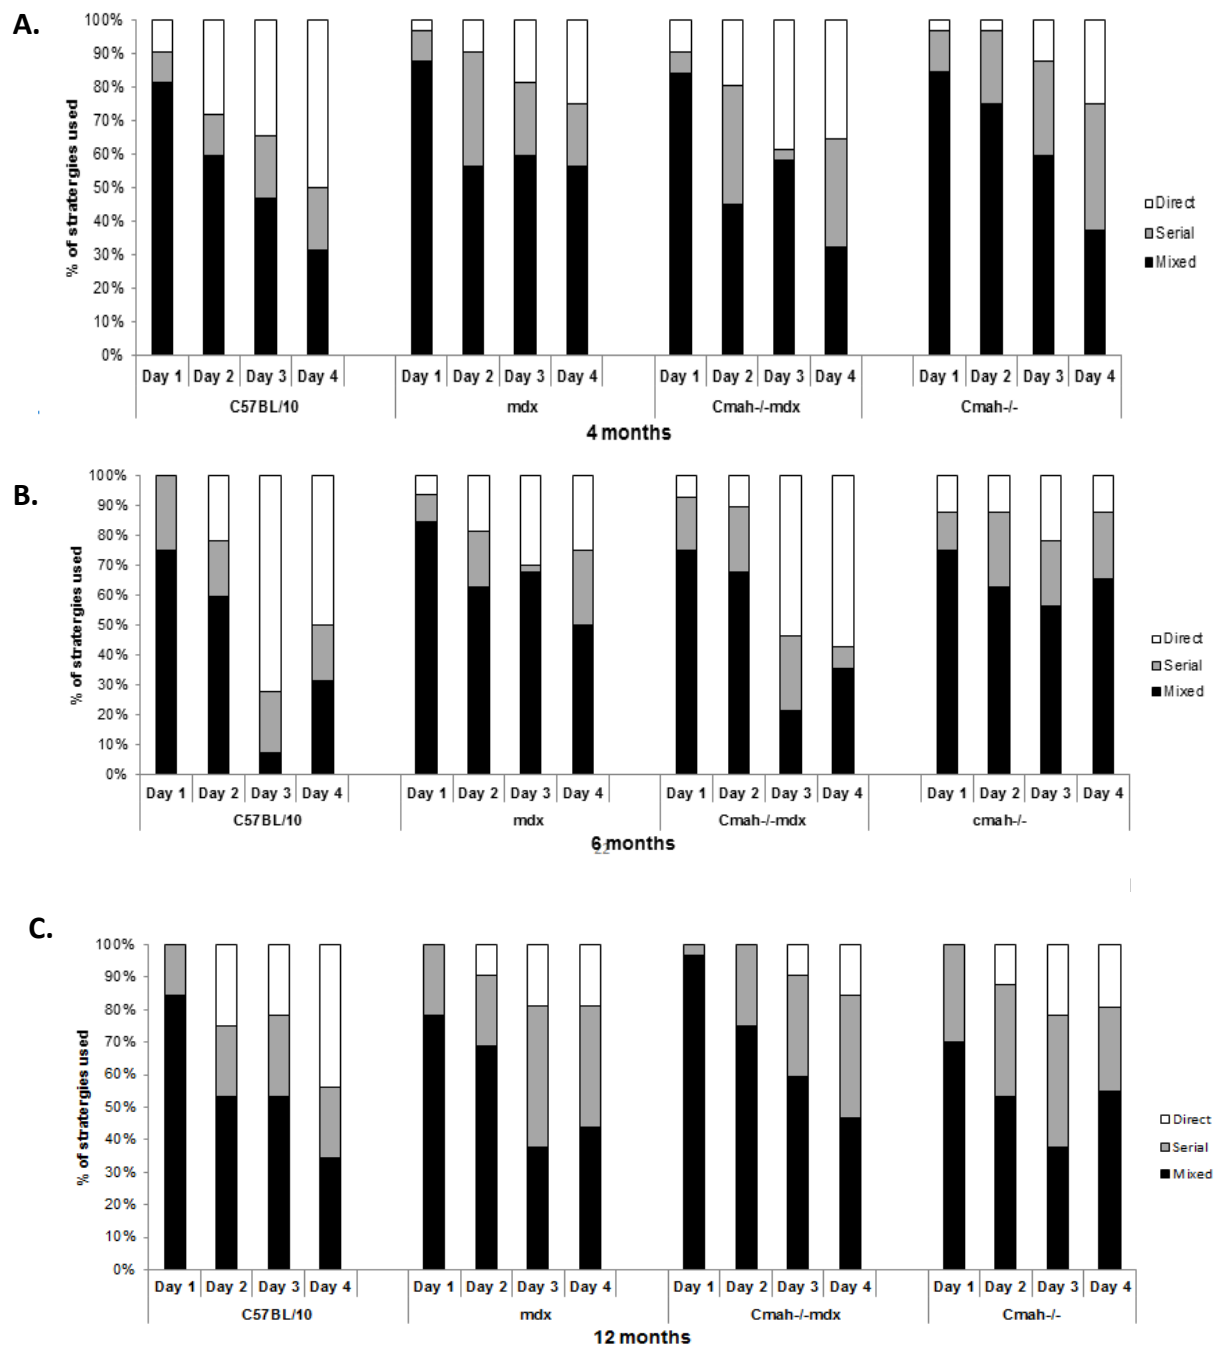 A.
100%
90%
80%
70%
60%
50%
40%
30%
20%
10%
0%
% of stratergies used
Direct
Serial
Mixed
Day 1 Day 2 Day 3 Day 4 Day 1 Day 2 Day 3 Day 4 Day 1 Day 2 Day 3 Day 4 Day 1 Day 2 Day 3 Day 4
C57BL/10 mdx Cmah-/-mdx Cmah-/-
4 months
B.
100%
90%
80%
70%
60%
50%
40%
30%
20%
10%
0%
% of stratergies used
Direct
Serial
Mixed
Day 1 Day 2 Day 3 Day 4 Day 1 Day 2 Day 3 Day 4 Day 1 Day 2 Day 3 Day 4 Day 1 Day 2 Day 3 Day 4
C57BL/10 mdx Cmah-/-mdx cmah-/-
6 months
22
C.
100%
90%
80%
70%
60%
50%
40%
30%
20%
10%
0%
% of stratergies used
Direct
Serial
Mixed
Day 1 Day 2 Day 3 Day 4 Day 1 Day 2 Day 3 Day 4 Day 1 Day 2 Day 3 Day 4 Day 1 Day 2 Day 3 Day 4
C57BL/10 mdx Cmah-/-mdx Cmah-/-
12 months